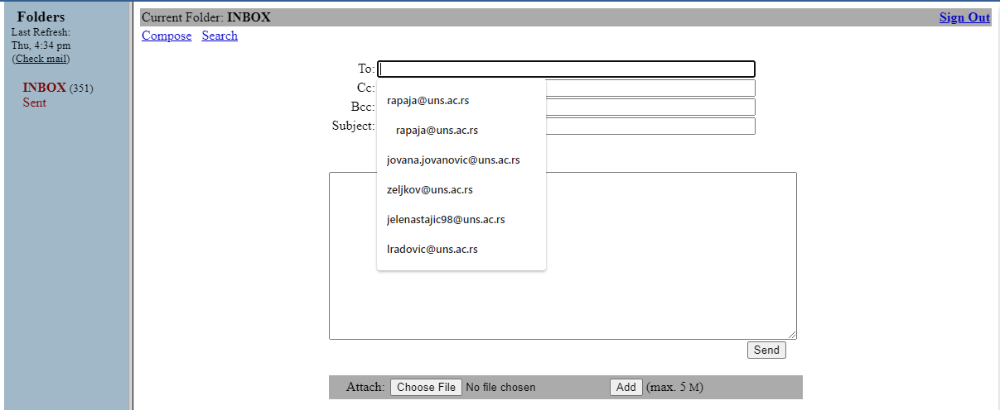 Folders
Last Refresh:
Thu, 4:34 pm
(Check mail)
INBOX (351)
Sent
Current Folder: INBOX
Sign Out
Compose Search
To:
Cc:
Bcc:
Subject:
rapaja@uns.ac.rs
rapaja@uns.ac.rs
jovana.jovanovic@uns.ac.rs
zeljkov@uns.ac.rs
jelenastajic98@uns.ac.rs
lradovic@uns.ac.rs
Send
Attach: Choose File No file chosen Add (max. 5 M)